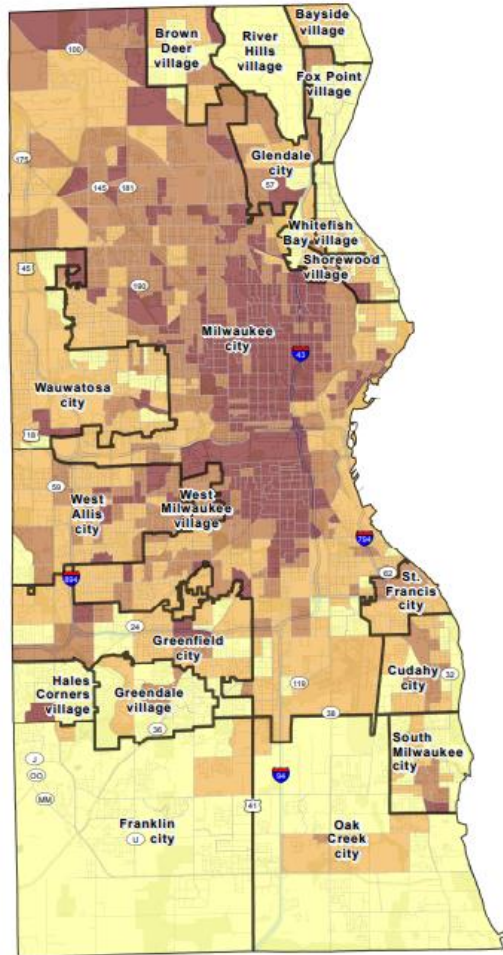 Bayside
village
Brown
Deer
village
River
Hills
village
100
Fox Point
village
Glendale
city
175
57
145
181
Whitefish
Bay village
Shorewood
village
45
190
Milwaukee
city
43
Wauwatosa
city
18
59
West
Allis
city
West
Milwaukee
village
794
894
62
St.
Francis
city
24
Greenfield
city
Hales
Corners
village
Greendale
village
119
Cudahy
city
32
36
38
South
Milwaukee
city
J
OO
94
MM
41
Franklin
city
U
Oak
Creek
city